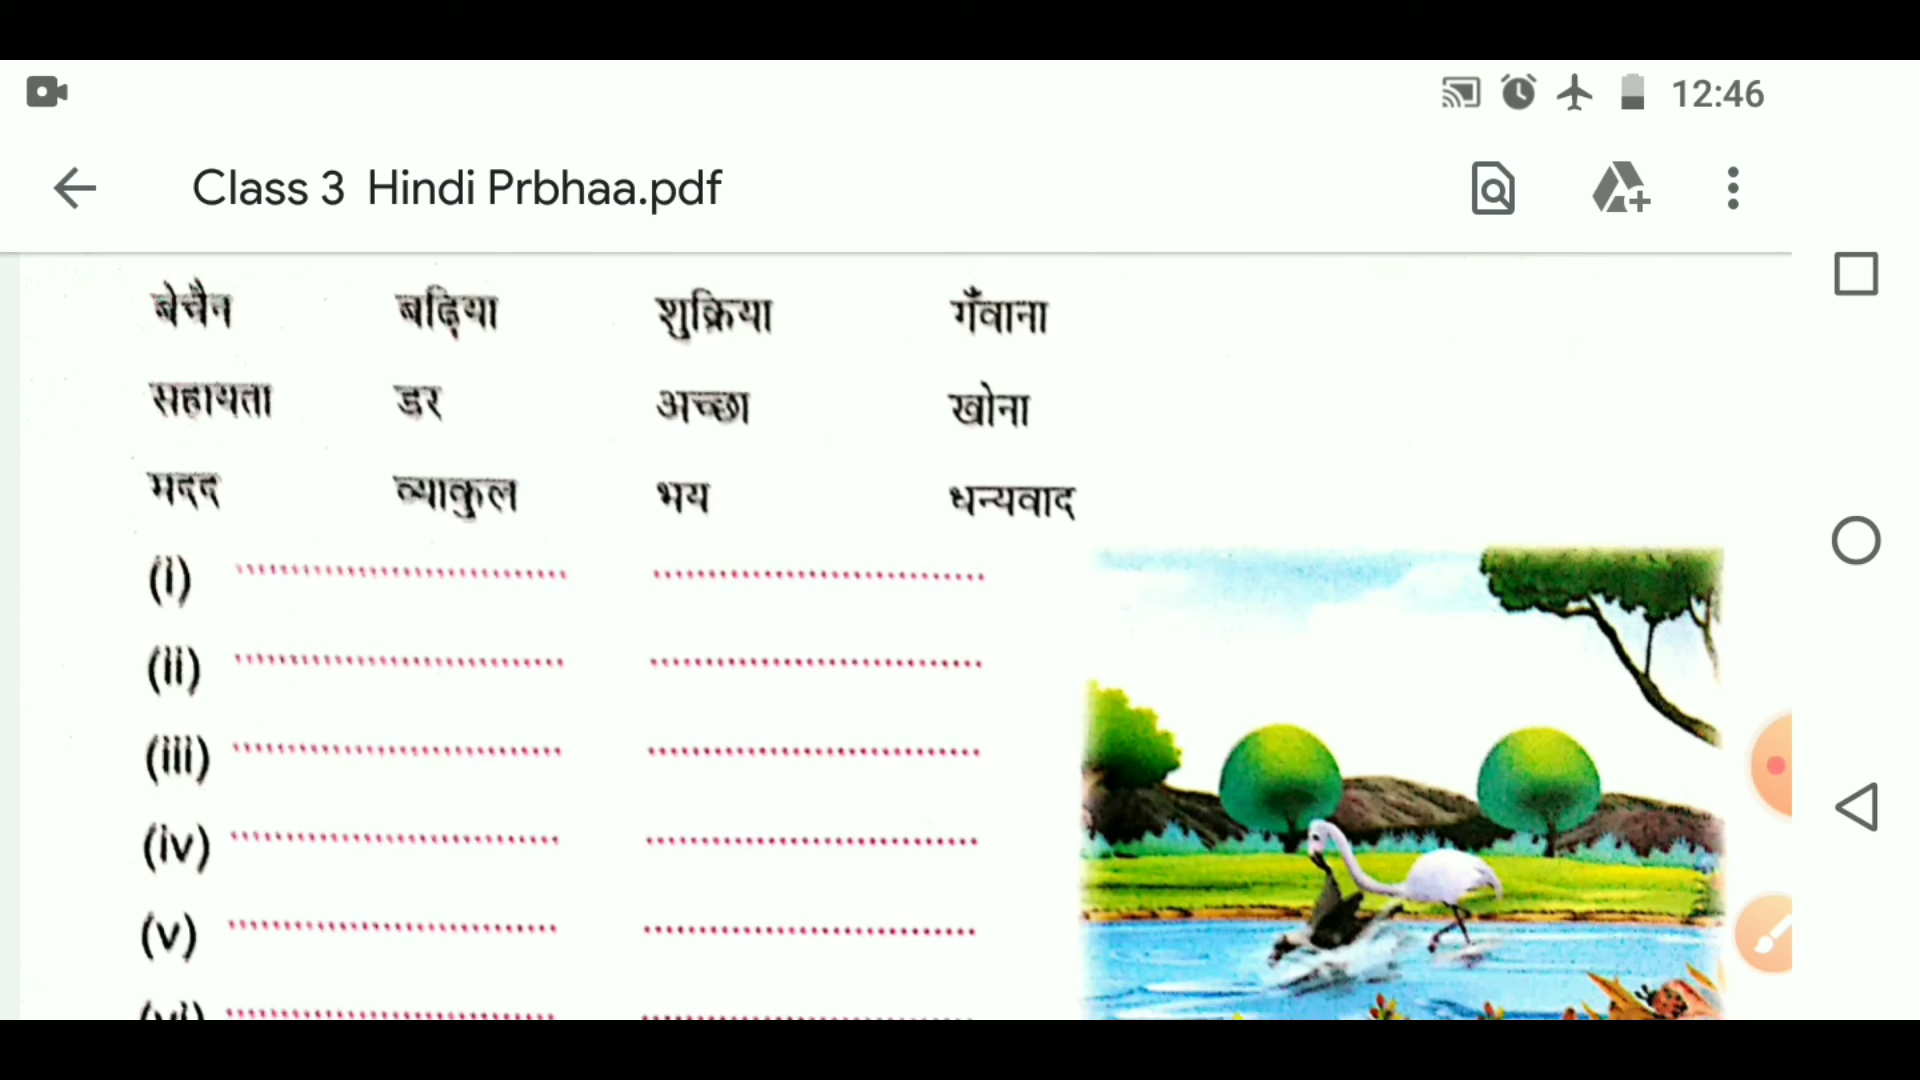 12:46
Class 3 Hindi Prbhaa.pdf
बेचैन बढ़िया शुक्रिया गँवाना
सहायता डर अच्छा खोना
मदद व्याकुल भय धन्यवाद
(i)
(ii)
(iii)
(iv)
(v)
(vi)